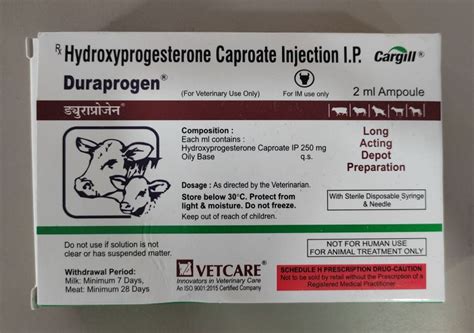 Rx Hydroxyprogesterone Caproate Injection I.P.
Cargill®
Duraprogen®
(For Veterinary Use Only)
For IM use only
2 ml Ampoule
ड्युराप्रोजेन®
Composition :
Each ml contains :
Hydroxyprogesterone Caproate IP 250 mg
Oily Base q.s.
Long
Acting
Depot
Preparation
Dosage : As directed by the Veterinarian.
Store below 30°C. Protect from
light & moisture. Do not freeze.
Keep out of reach of children.
With Sterile Disposable Syringe
& Needle
Do not use if solution is not
clear or has suspended matter.
NOT FOR HUMAN USE
FOR ANIMAL TREATMENT ONLY
Withdrawal Period:
Milk: Minimum 7 Days,
Meat: Minimum 28 Days
VETCARE®
Innovators in Veterinary Care
An ISO 9001:2015 Certified Company
SCHEDULE H PRESCRIPTION DRUG-CAUTION
Not to be sold by retail without the Prescription of a
Registered Medical Practitioner